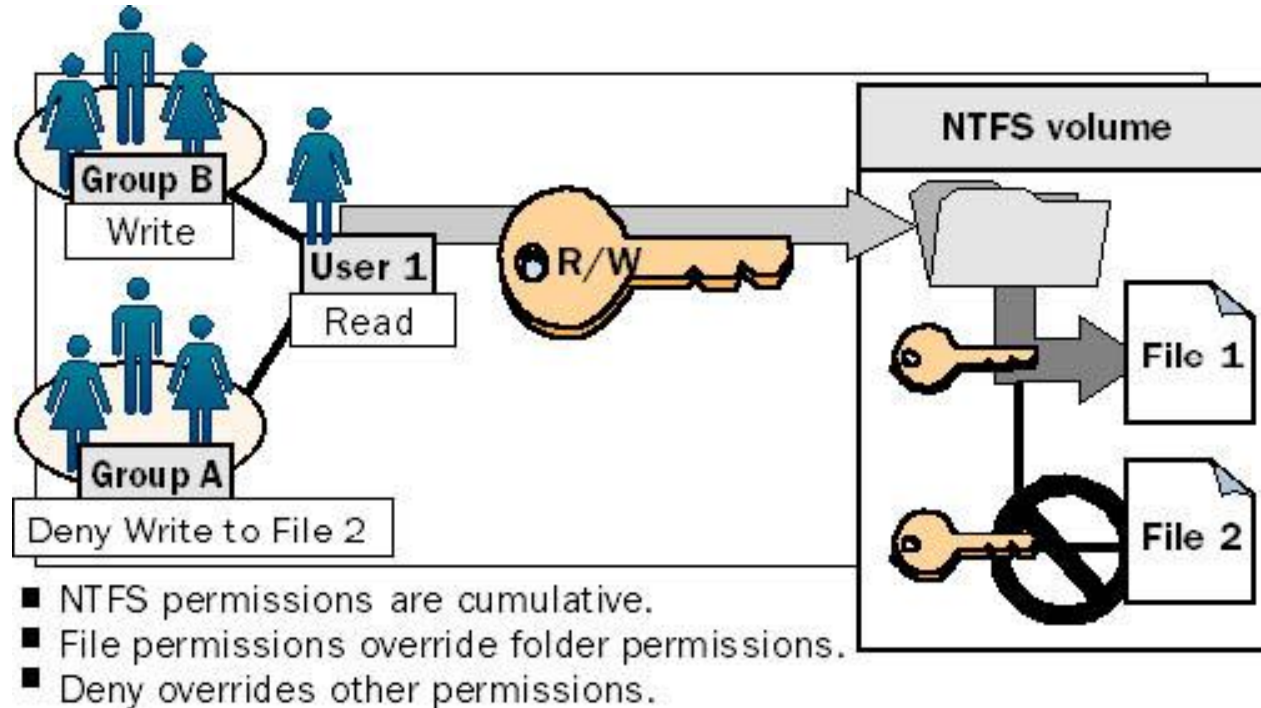 NTFS volume
Group B
Write
User 1
Read
R/W
File 1
Group A
Deny Write to File 2
File 2
■ NTFS permissions are cumulative.
■ File permissions override folder permissions.
■ Deny overrides other permissions.